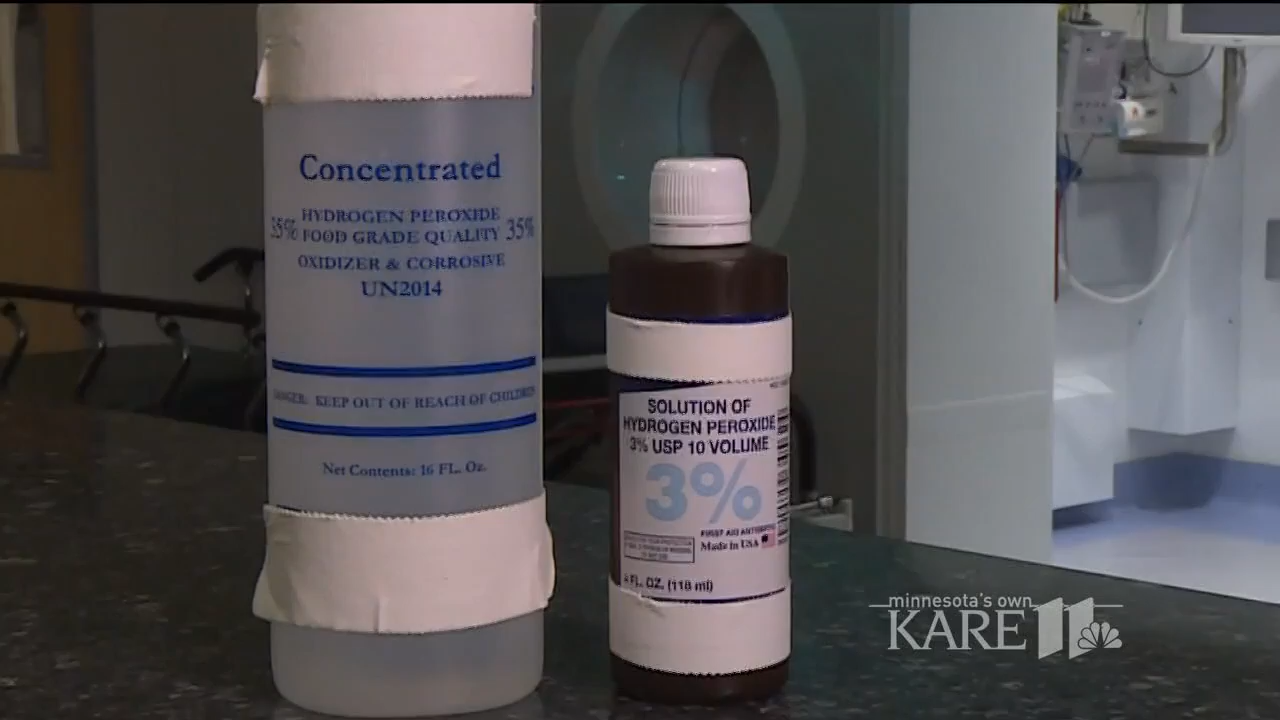 Concentrated
35% HYDROGEN PEROXIDE 35%
FOOD GRADE QUALITY
OXIDIZER & CORROSIVE
UN2014
DANGER: KEEP OUT OF REACH OF CHILDREN
Net Contents: 16 FL. Oz.
SOLUTION OF
HYDROGEN PEROXIDE
3% USP 10 VOLUME
3%
FIRST AID ANTISEPTIC
Made in USA
FL. OZ. (118 ml)
minnesota's own
KARE 11